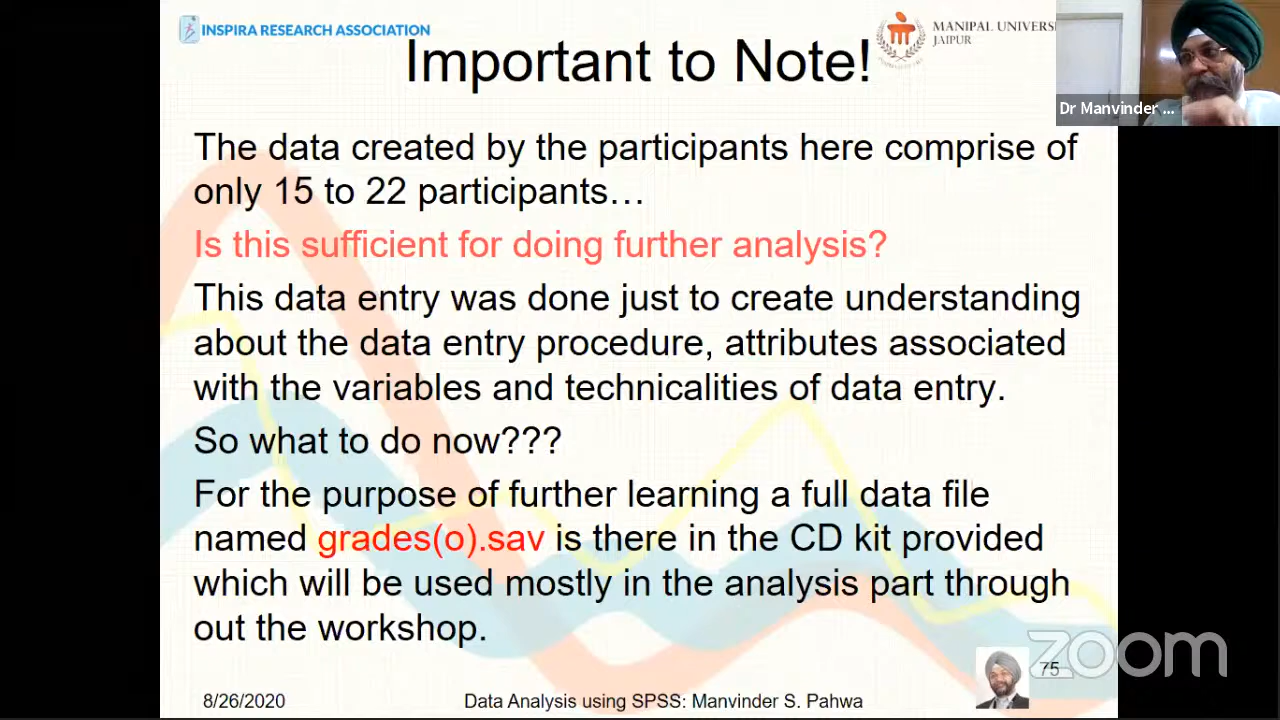 INSPIRA RESEARCH ASSOCIATION
MANIPAL UNIVERS
JAIPUR
Important to Note!
Dr Manvinder ...
The data created by the participants here comprise of
only 15 to 22 participants…
Is this sufficient for doing further analysis?
This data entry was done just to create understanding
about the data entry procedure, attributes associated
with the variables and technicalities of data entry.
So what to do now???
For the purpose of further learning a full data file
named grades(o).sav is there in the CD kit provided
which will be used mostly in the analysis part through
out the workshop.
zoom
75
8/26/2020
Data Analysis using SPSS: Manvinder S. Pahwa